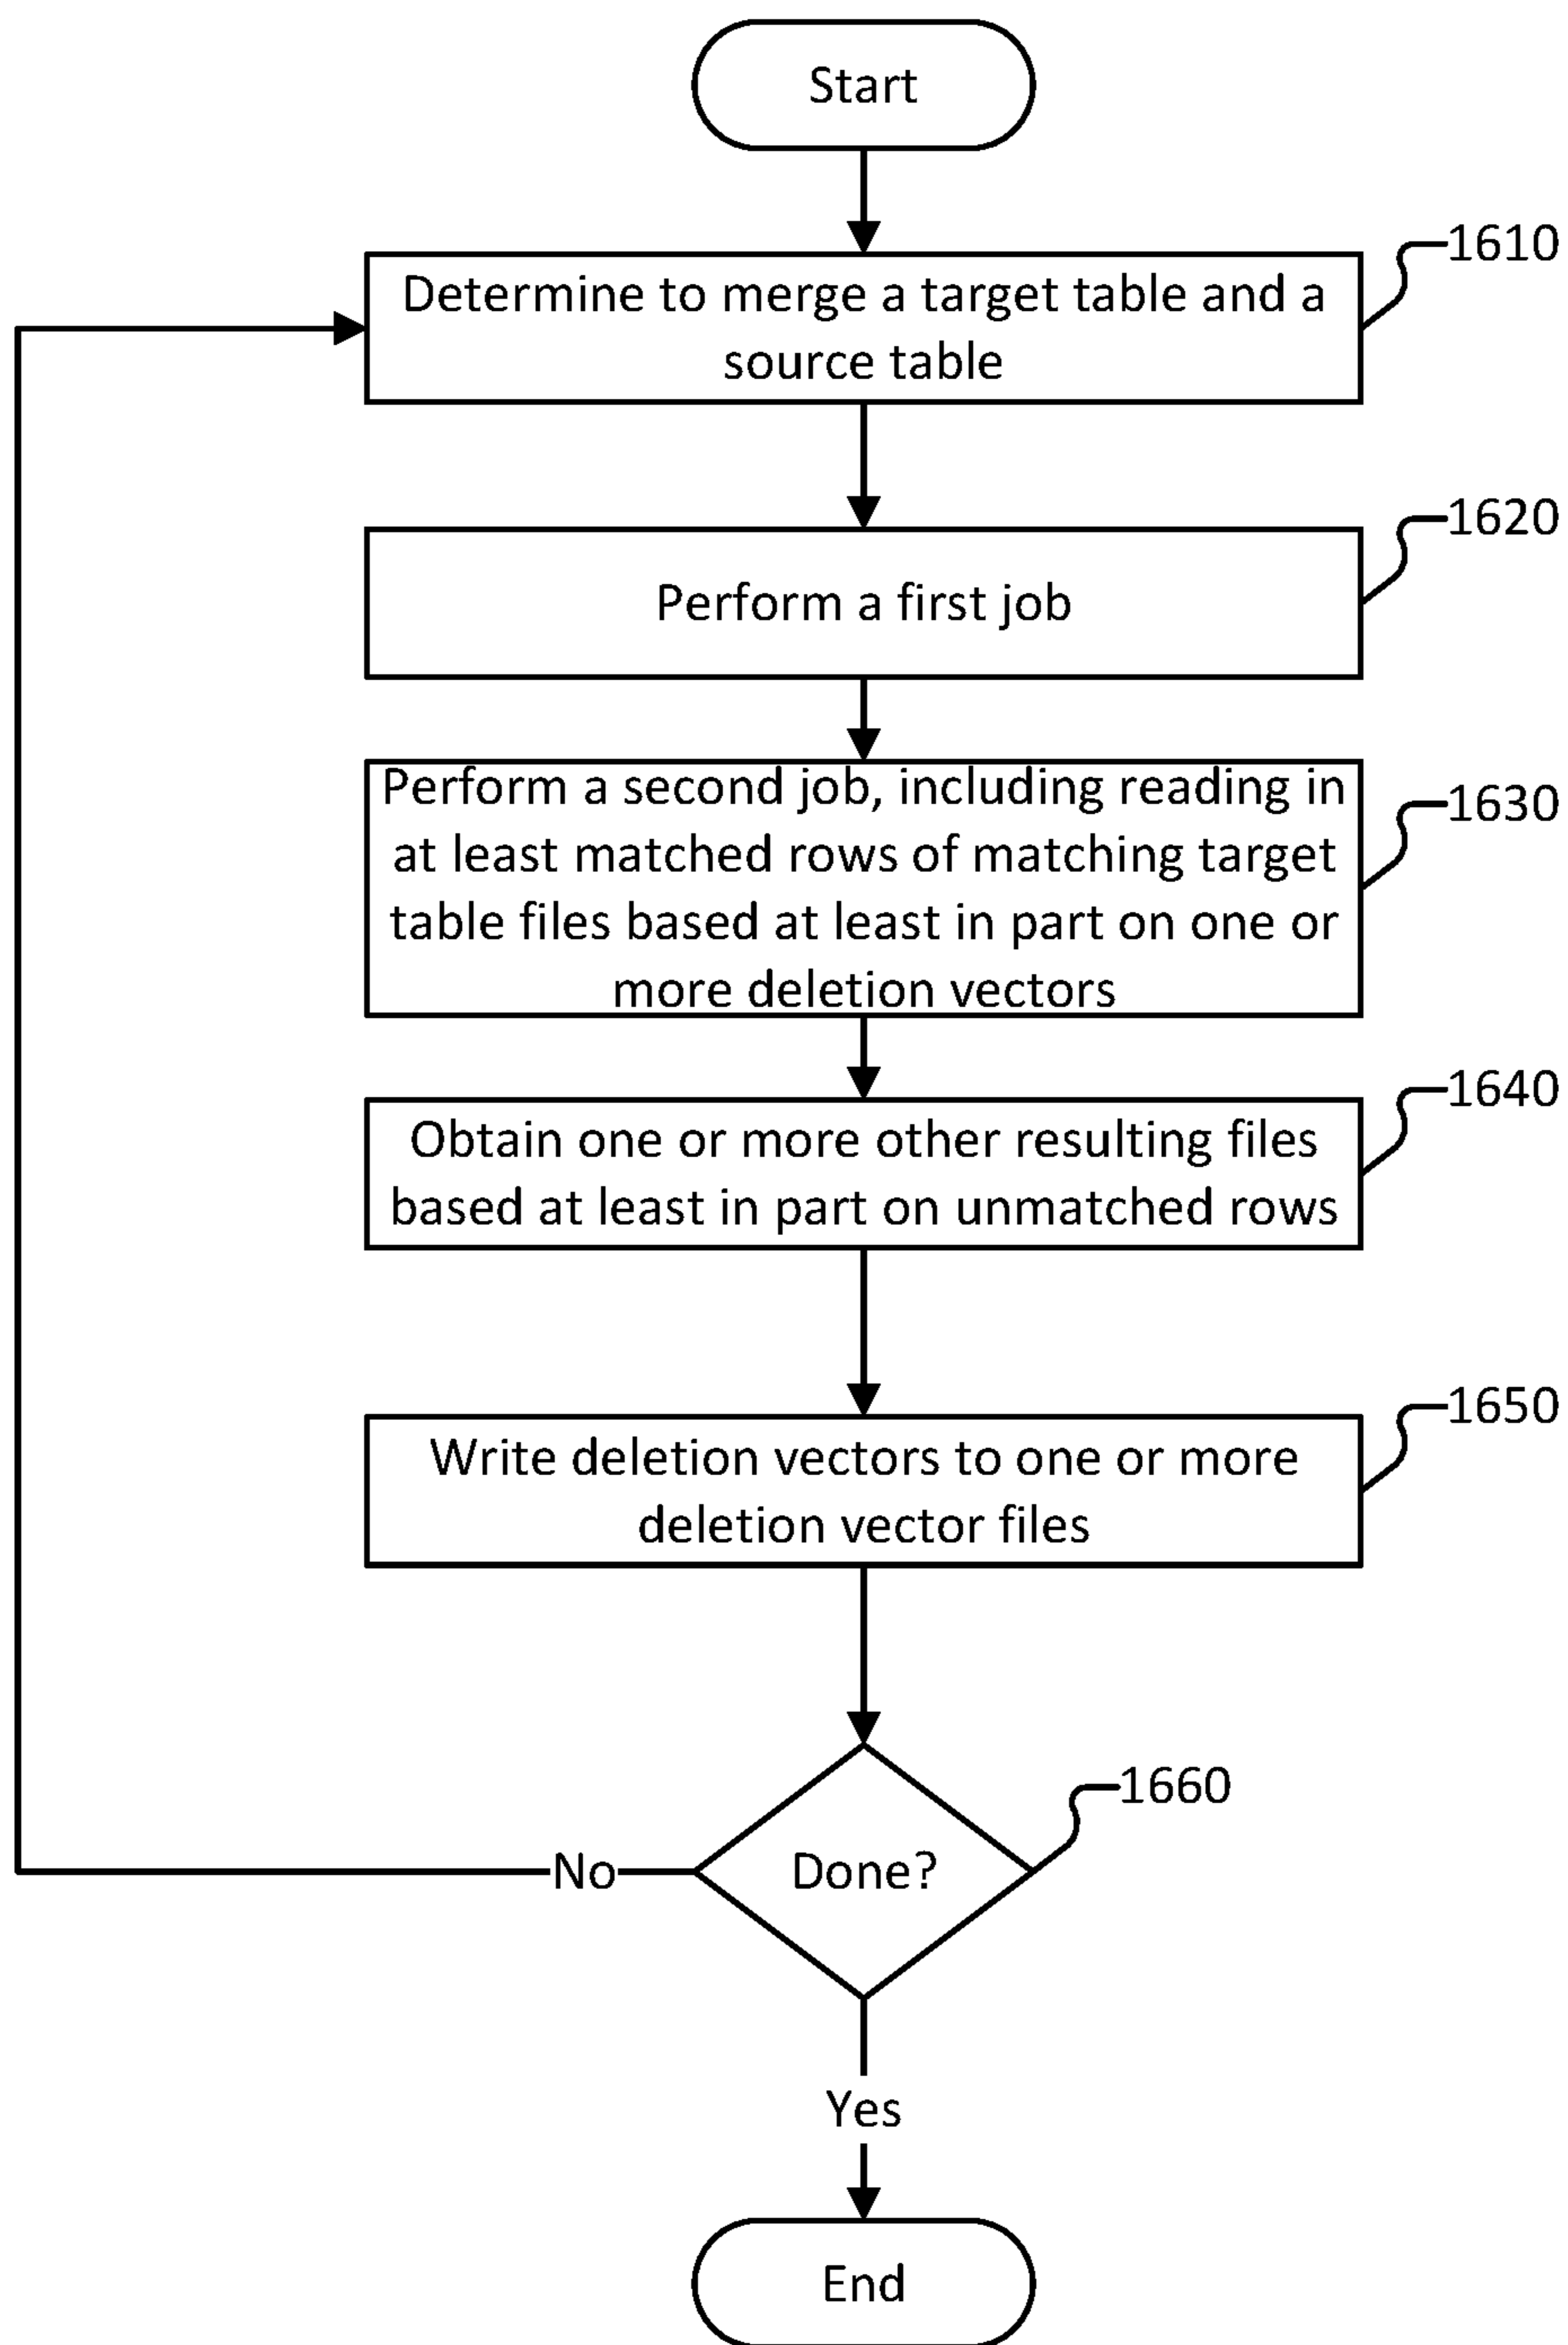 Start
1610
Determine to merge a target table and a
source table
1620
Perform a first job
1630
Perform a second job, including reading in
at least matched rows of matching target
table files based at least in part on one or
more deletion vectors
1640
Obtain one or more other resulting files
based at least in part on unmatched rows
1650
Write deletion vectors to one or more
deletion vector files
1660
No
Done?
Yes
End